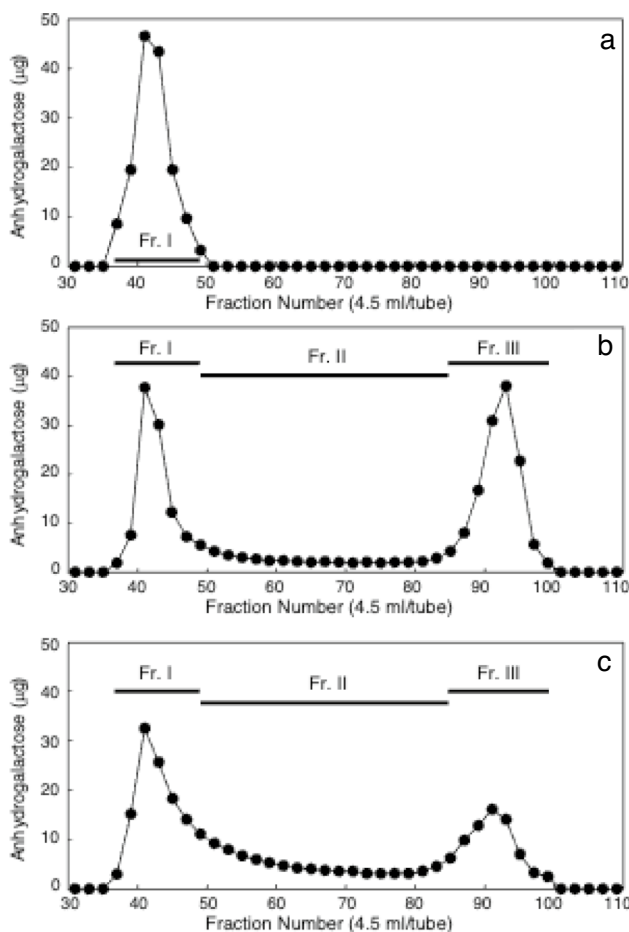 a
50
40
30
20
10
0
Anhydrogalactose (μg)
Fr. I
30 40 50 60 70 80 90 100 110
Fraction Number (4.5 ml/tube)
b
50
40
30
20
10
0
Anhydrogalactose (μg)
Fr. I Fr. II Fr. III
30 40 50 60 70 80 90 100 110
Fraction Number (4.5 ml/tube)
c
50
40
30
20
10
0
Anhydrogalactose (μg)
Fr. I Fr. II Fr. III
30 40 50 60 70 80 90 100 110
Fraction Number (4.5 ml/tube)